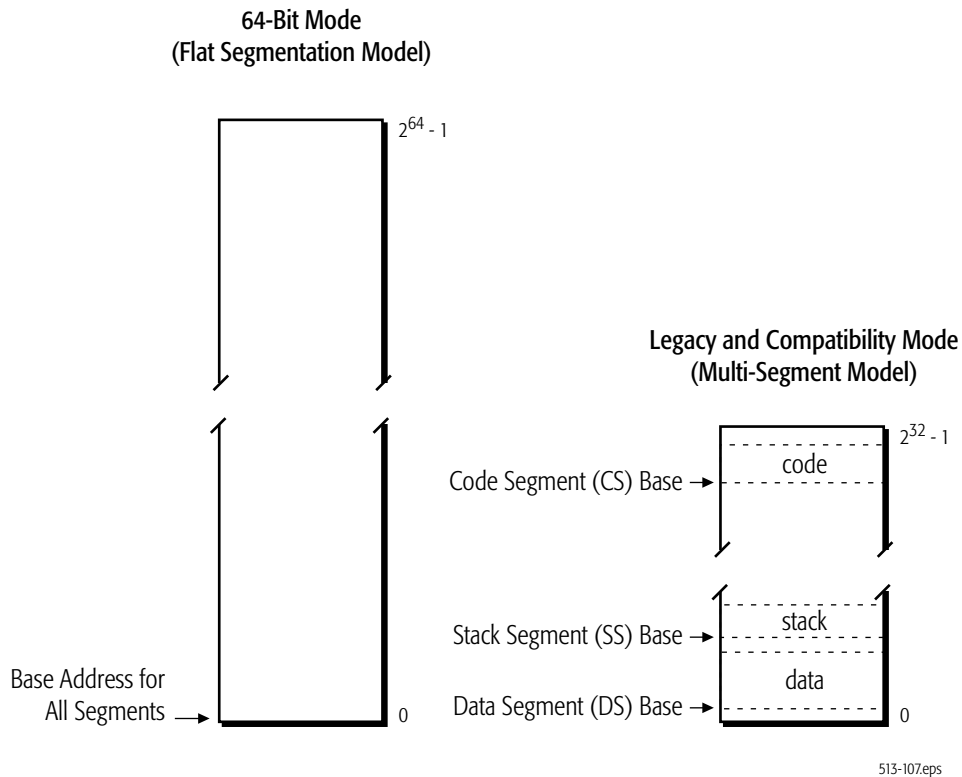 64-Bit Mode
(Flat Segmentation Model)
2^64 - 1
Legacy and Compatibility Mode
(Multi-Segment Model)
2^32 - 1
code
Code Segment (CS) Base
stack
Stack Segment (SS) Base
Base Address for
All Segments
0
data
Data Segment (DS) Base
0
513-107.eps